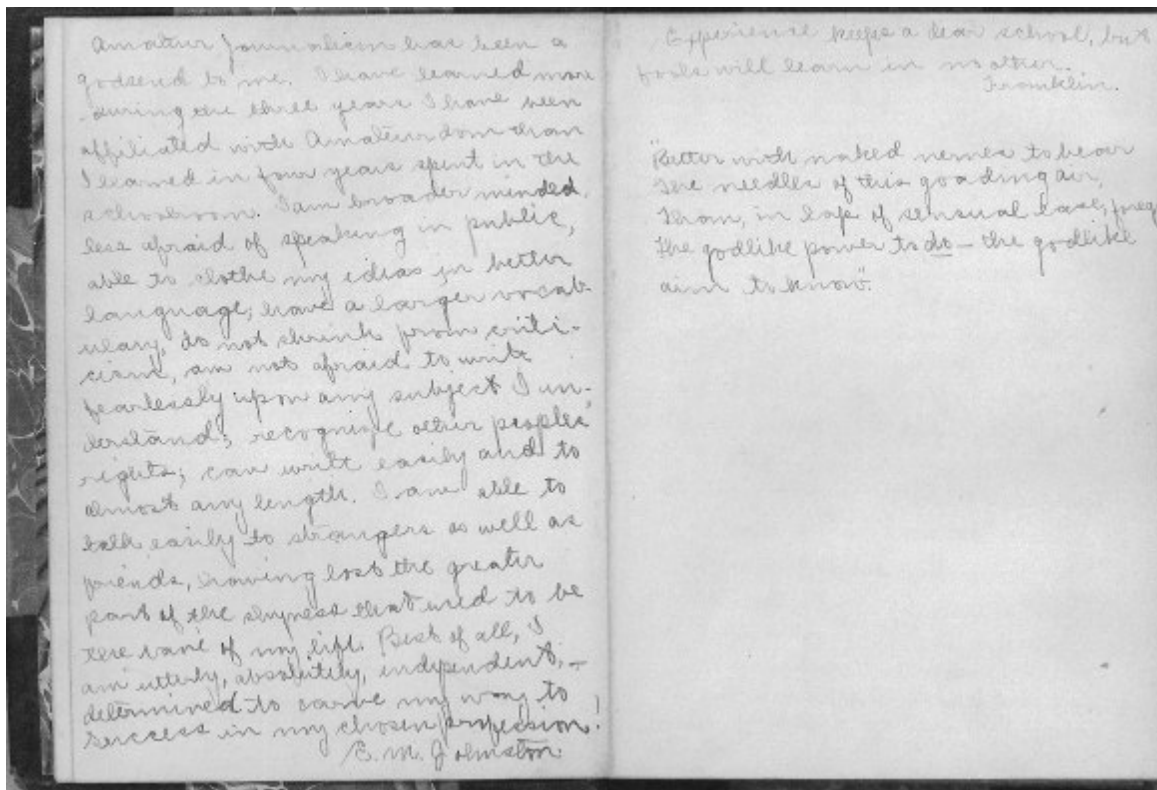 Amateur Journalism has been a
godsend to me. I have learned more
during the three years I have been
affiliated with Amateurdom than
I learned in four years spent in the
schoolroom. I am broader minded,
less afraid of speaking in public,
able to clothe my ideas in better
language; have a larger vocab-
ulary, do not shrink from criti-
cism, am not afraid to write
fearlessly upon any subject I un-
derstand; recognize other peoples'
rights; can write easily and to
almost any length. I am able to
talk easily to strangers as well as
friends, having lost the greater
part of the shyness that used to be
the bane of my life. Best of all, I
am utterly, absolutely, independent, —
determined to carve my way to
success in my chosen profession!
E. M. Johnston.
Experience keeps a dear school, but
fools will learn in no other.
Franklin.
"Better with naked nerves to bear
The needles of this goading air,
Than, in lap of sensual ease, foreg
The godlike power to do — the godlike
aim to know."